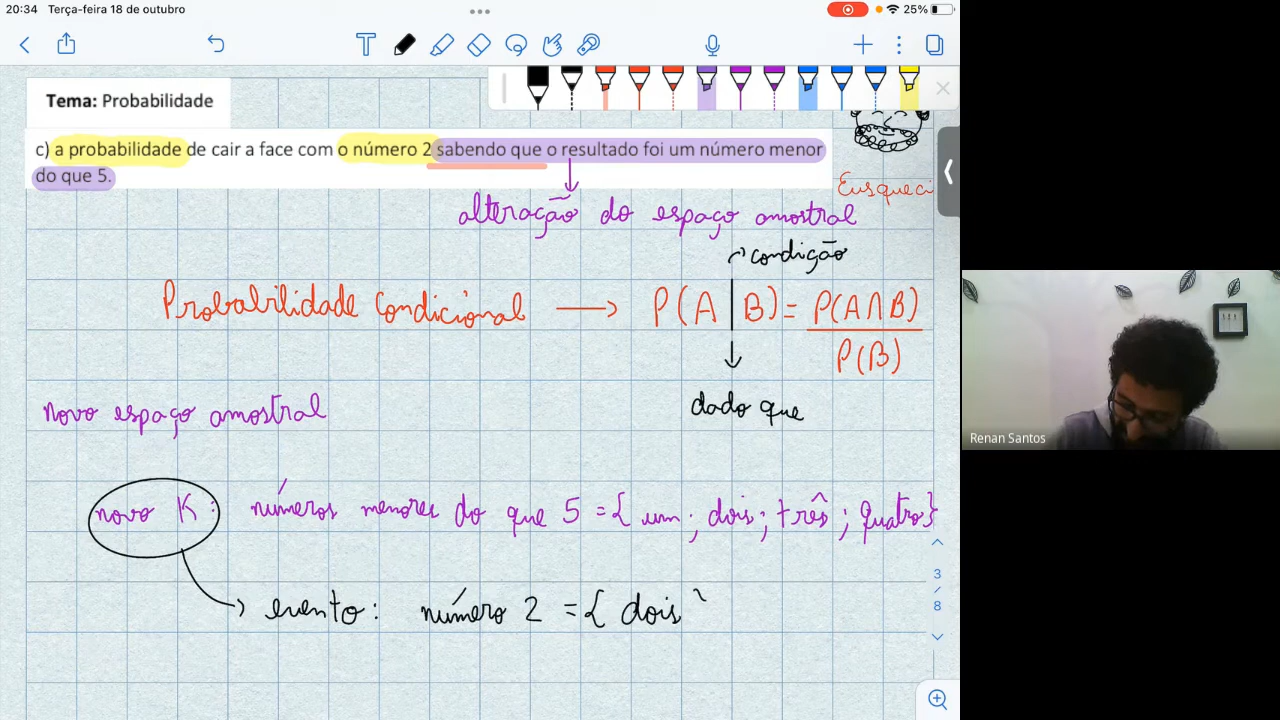 20:34 Terça-feira 18 de outubro
25%
Tema: Probabilidade
c) a probabilidade de cair a face com o número 2 sabendo que o resultado foi um número menor
do que 5.
Eusqueci
alteração do espaço amostral
condição
Probabilidade Condicional → P(A|B) = P(A∩B)
P(B)
dado que
novo espaço amostral
novo K: números menores do que 5 = { um; dois; três; quatro}
evento: número 2 = { dois
3
/
8
Renan Santos